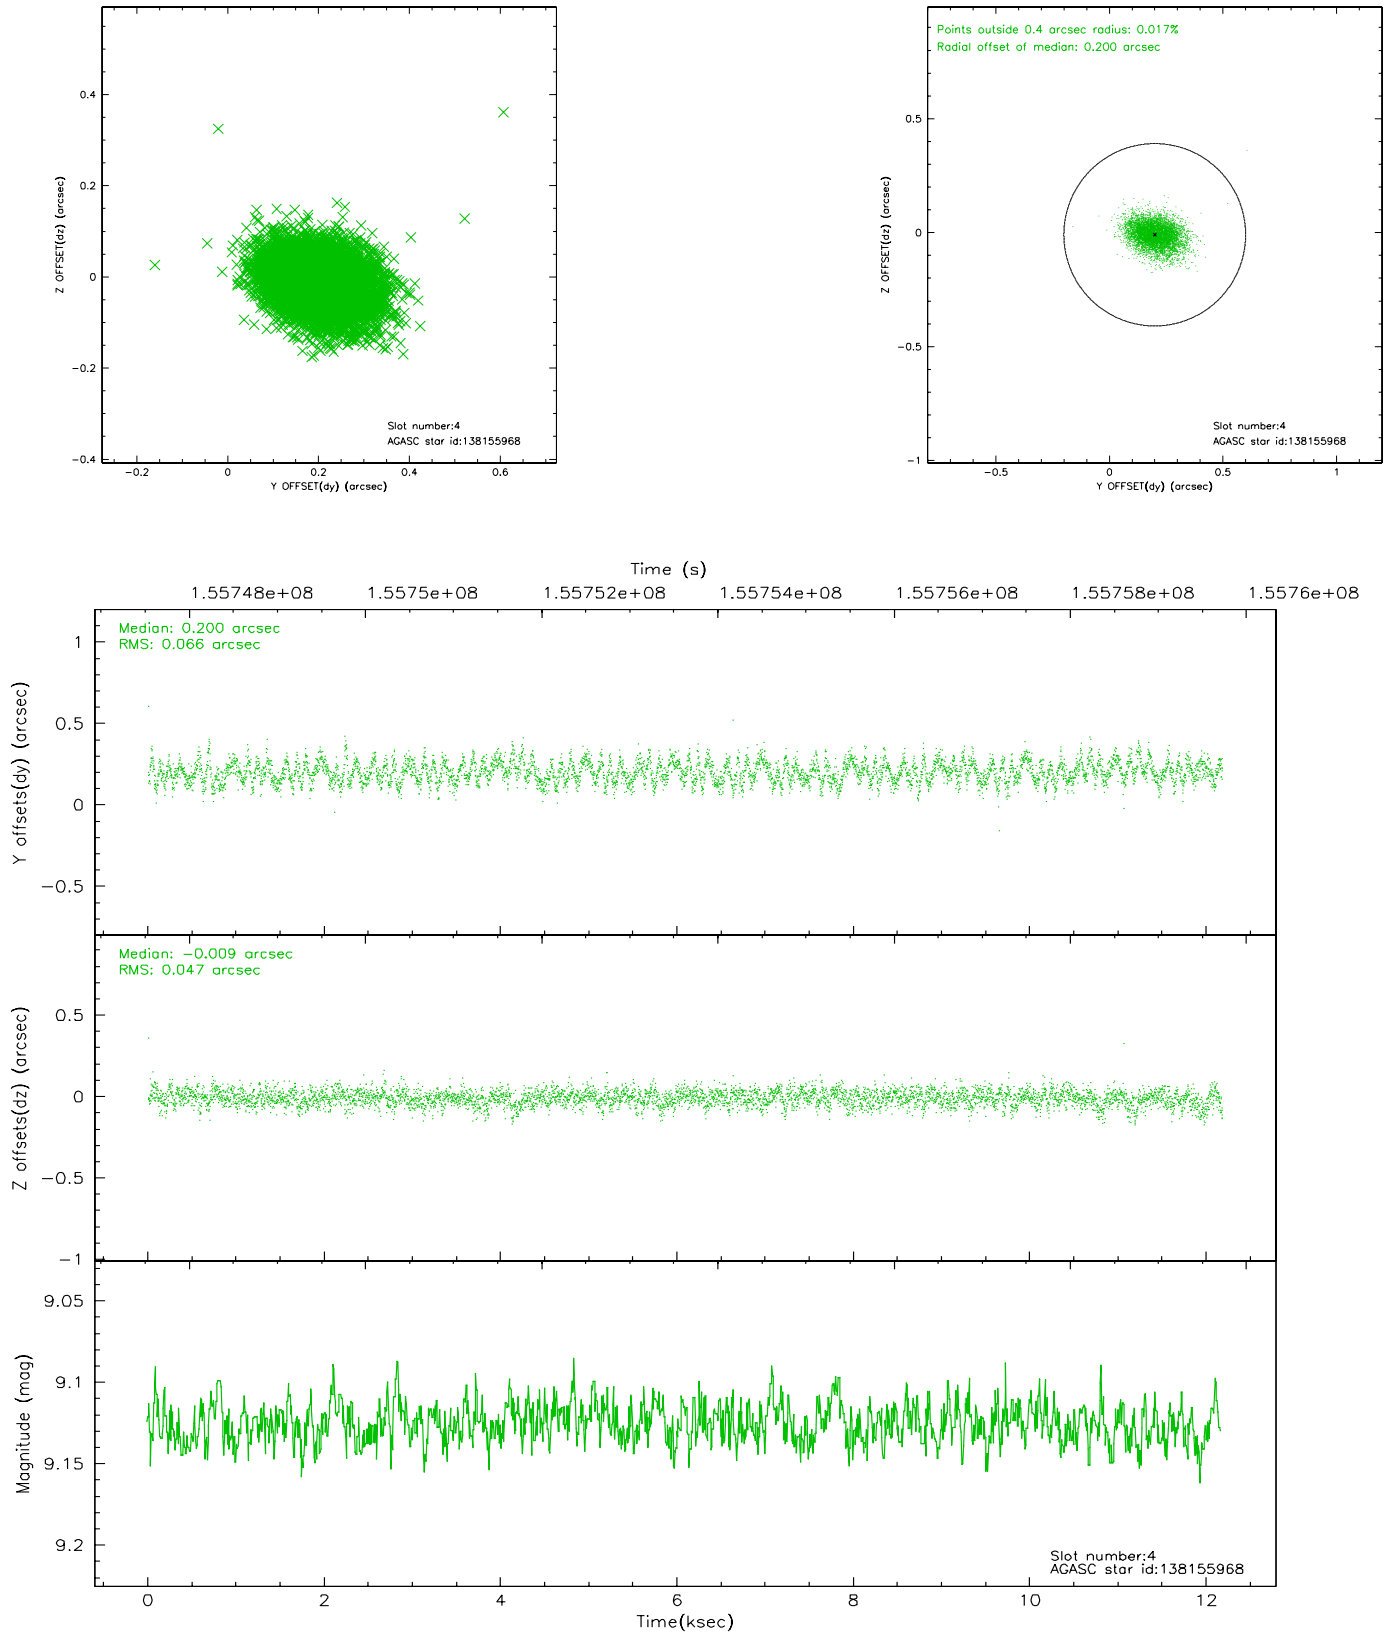 0.4
0.2
0
−0.2
−0.4
Z OFFSET(dz) (arcsec)
Slot number:4
AGASC star id:138155968
−0.2 0 0.2 0.4 0.6
Y OFFSET(dy) (arcsec)
Points outside 0.4 arcsec radius: 0.017%
Radial offset of median: 0.200 arcsec
0.5
0
−0.5
−1
Z OFFSET(dz) (arcsec)
Slot number:4
AGASC star id:138155968
−0.5 0 0.5 1
Y OFFSET(dy) (arcsec)
Time (s)
1.55748e+08 1.5575e+08 1.55752e+08 1.55754e+08 1.55756e+08 1.55758e+08 1.5576e+08
Median: 0.200 arcsec
RMS: 0.066 arcsec
1
0.5
0
−0.5
Y offsets(dy) (arcsec)
Median: −0.009 arcsec
RMS: 0.047 arcsec
0.5
0
−0.5
−1
Z offsets(dz) (arcsec)
9.05
9.1
9.15
9.2
Magnitude (mag)
Slot number:4
AGASC star id:138155968
0 2 4 6 8 10 12
Time(ksec)